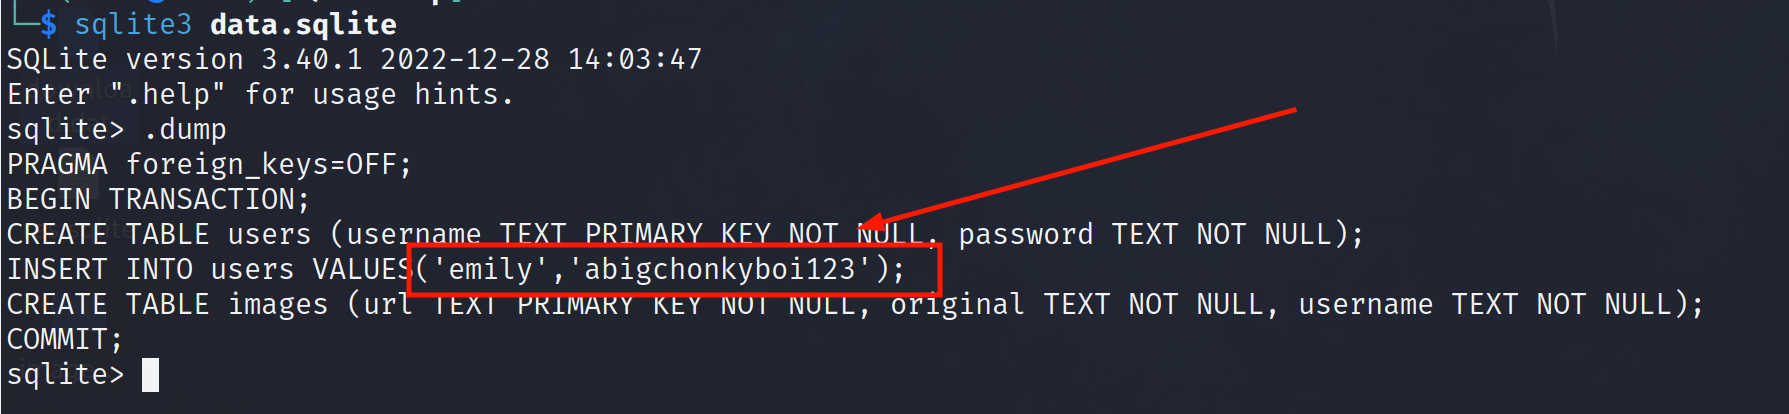 └─$ sqlite3 data.sqlite
SQLite version 3.40.1 2022-12-28 14:03:47
Enter ".help" for usage hints.
sqlite> .dump
PRAGMA foreign_keys=OFF;
BEGIN TRANSACTION;
CREATE TABLE users (username TEXT PRIMARY KEY NOT NULL, password TEXT NOT NULL);
INSERT INTO users VALUES('emily','abigchonkyboi123');
CREATE TABLE images (url TEXT PRIMARY KEY NOT NULL, original TEXT NOT NULL, username TEXT NOT NULL);
COMMIT;
sqlite>